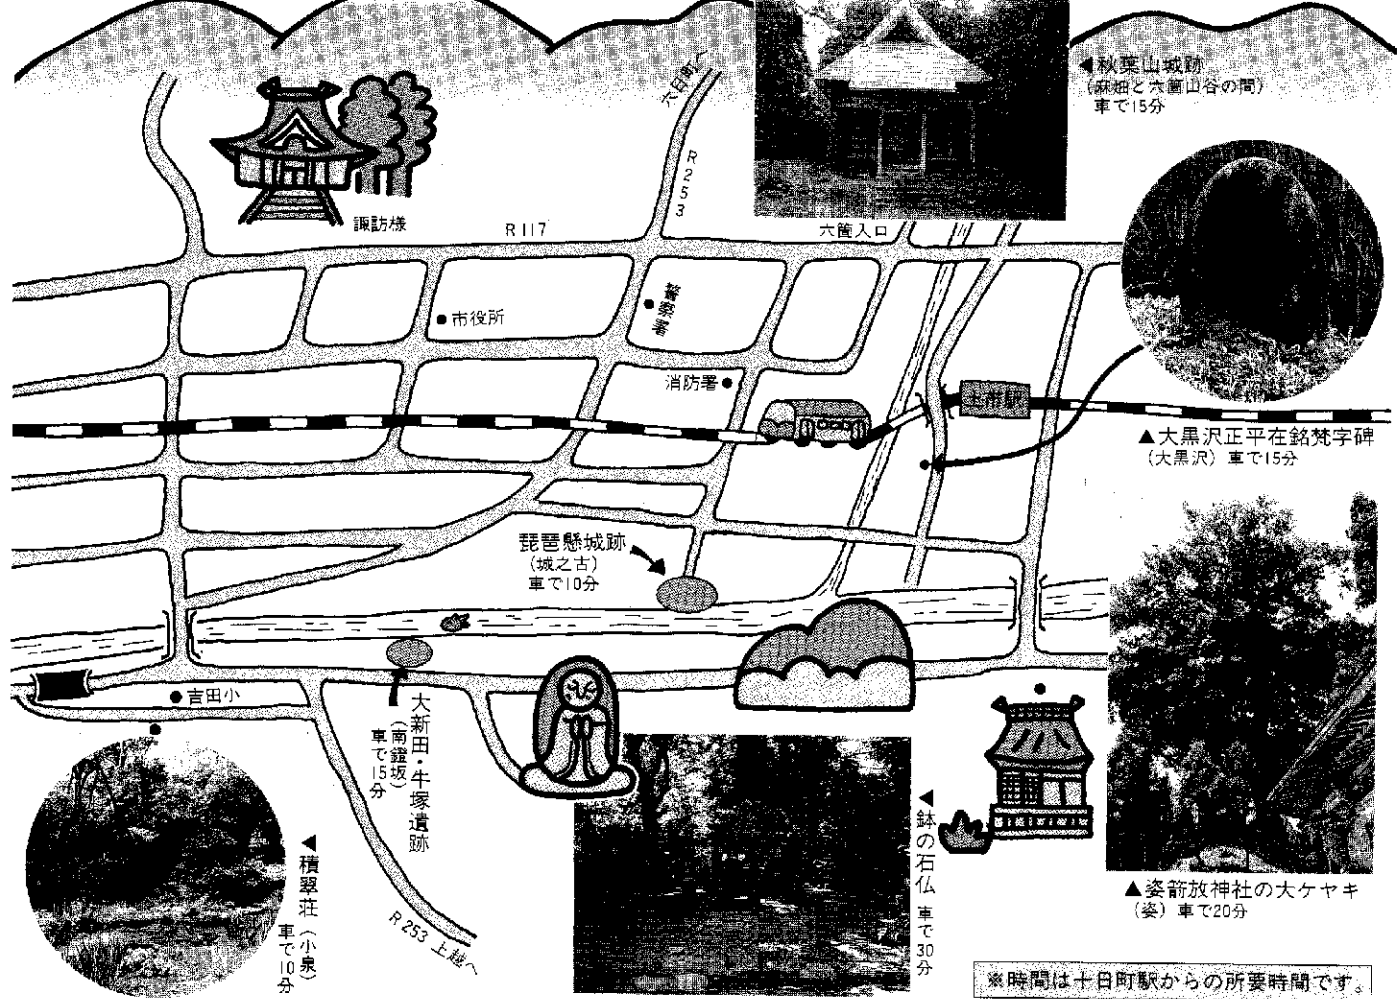 ◀秋葉山城跡
(麻畑と六箇山谷の間)
車で15分
六日町へ
R253
諏訪様
R117
六箇入口
警察署
市役所
消防署
土市駅
▲大黒沢正平在銘梵字碑
(大黒沢) 車で15分
琵琶懸城跡
(城之古)
車で10分
吉田小
大新田・牛塚遺跡
(南鐙坂)
車で15分
◀積翠荘(小泉)
車で10分
R253 上越へ
◀鉢の石仏 車で30分
▲姿箭放神社の大ケヤキ
(姿) 車で20分
※時間は十日町駅からの所要時間です。